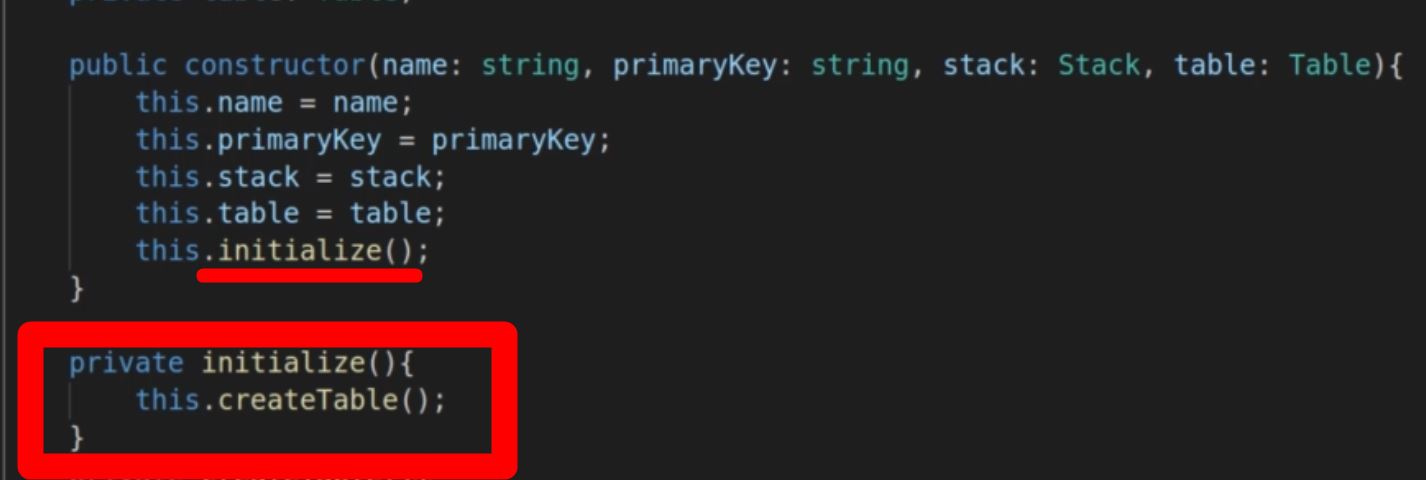 public constructor(name: string, primaryKey: string, stack: Stack, table: Table){
this.name = name;
this.primaryKey = primaryKey;
this.stack = stack;
this.table = table;
this.initialize();
}
private initialize(){
this.createTable();
}